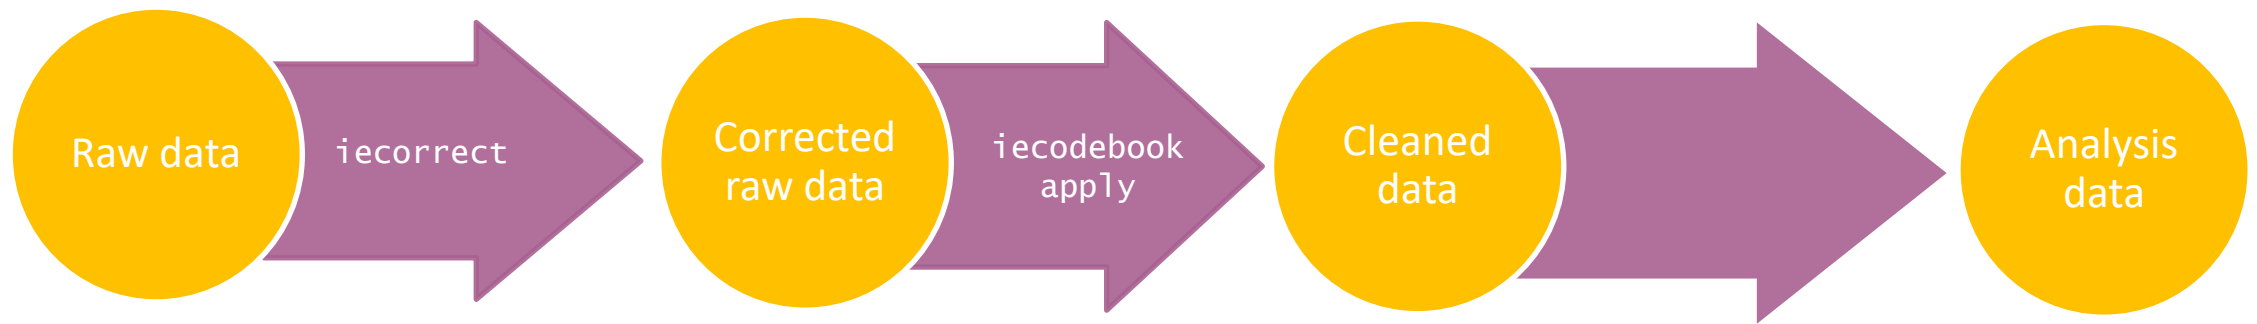 Raw data
iecorrect
Corrected
raw data
iecodebook
apply
Cleaned
data
Analysis
data